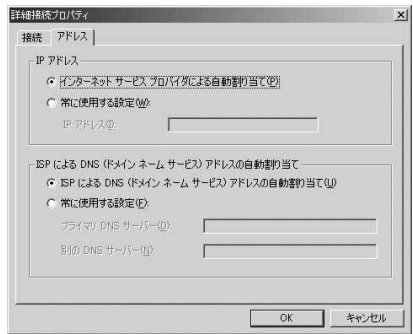 詳細接続プロパティ
接続 アドレス
IP アドレス
インターネット サービス プロバイダによる自動割り当て(P)
常に使用する設定(W):
IP アドレス(I):
ISP による DNS (ドメイン ネーム サービス) アドレスの自動割り当て
ISP による DNS (ドメイン ネーム サービス) アドレスの自動割り当て(U)
常に使用する設定(F):
プライマリ DNS サーバー(D):
別の DNS サーバー(N):
OK キャンセル